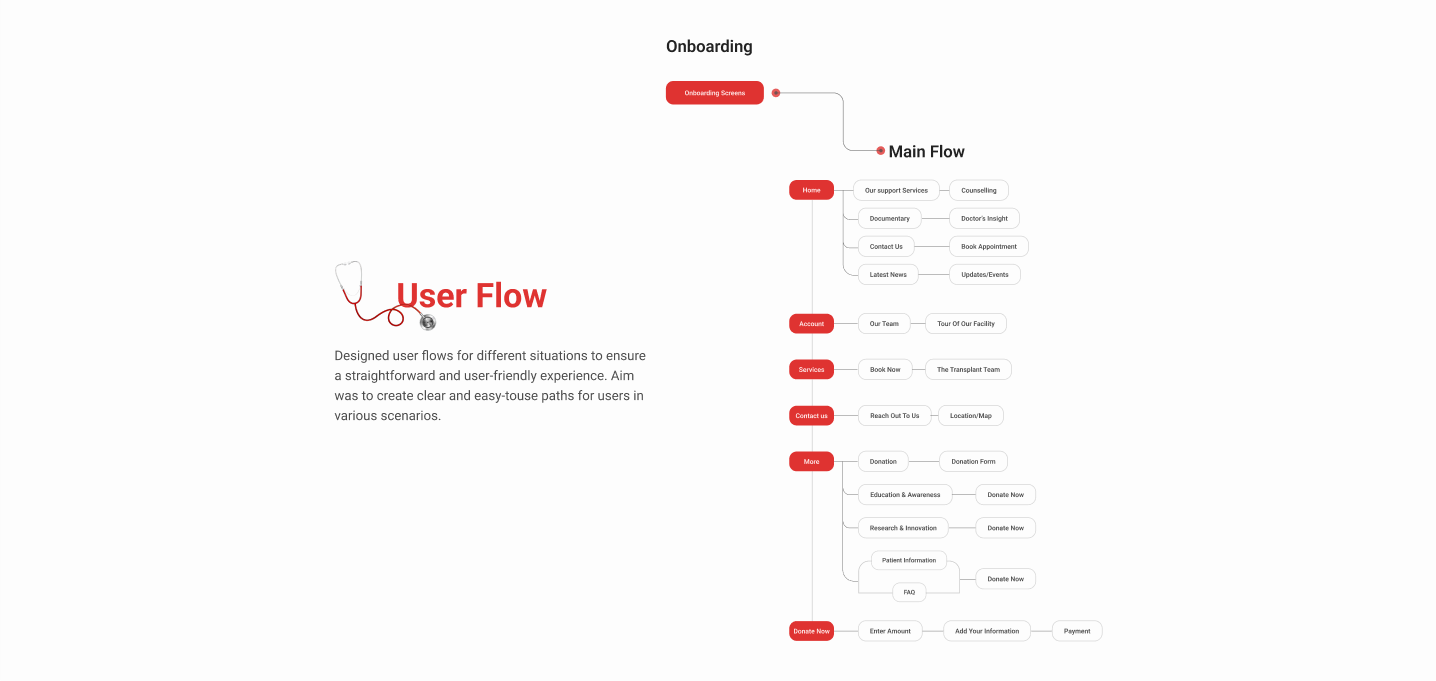 Onboarding
Onboarding Screens
Main Flow
Home
Our support Services
Counselling
Documentary
Doctor's Insight
Contact Us
Book Appointment
Latest News
Updates/Events
User Flow
Designed user flows for different situations to ensure
a straightforward and user-friendly experience. Aim
was to create clear and easy-touse paths for users in
various scenarios.
Account
Our Team
Tour Of Our Facility
Services
Book Now
The Transplant Team
Contact us
Reach Out To Us
Location/Map
More
Donation
Donation Form
Education & Awareness
Donate Now
Research & Innovation
Donate Now
Patient Information
FAQ
Donate Now
Donate Now
Enter Amount
Add Your Information
Payment